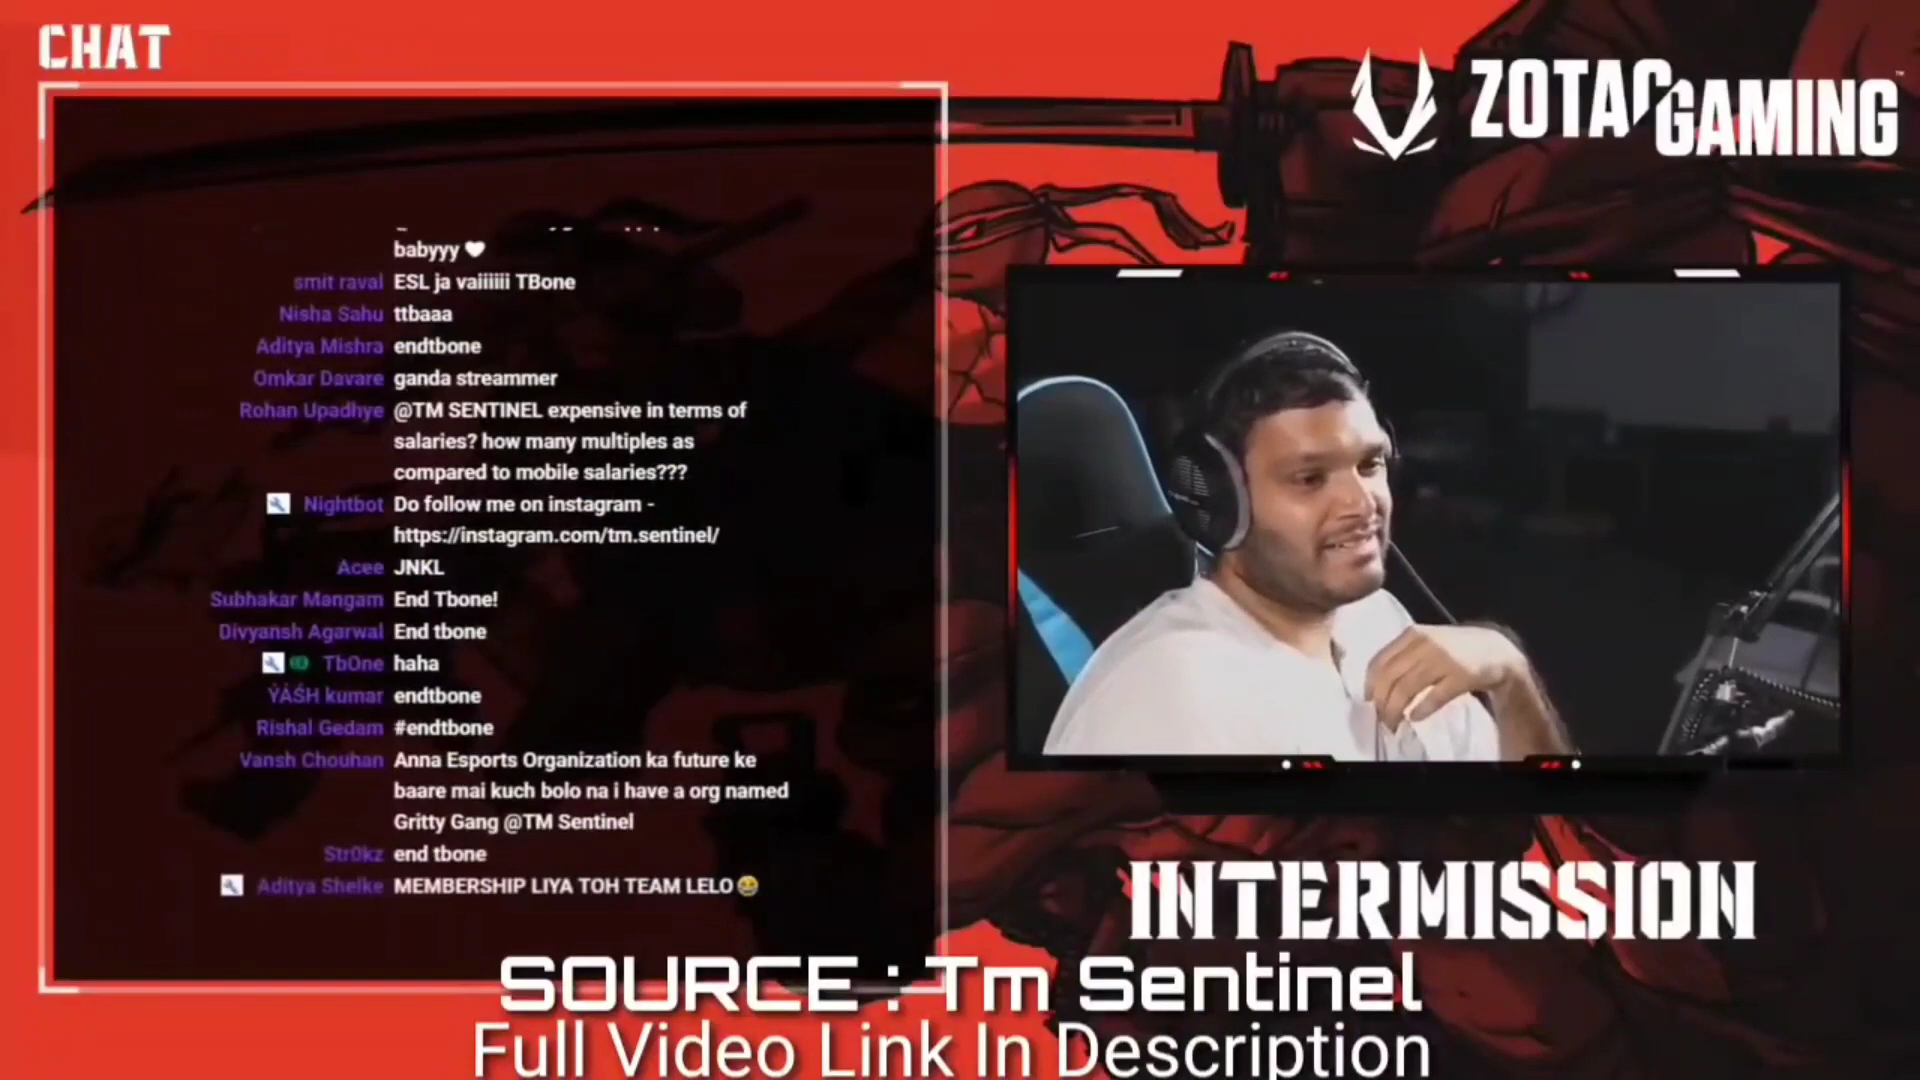 CHAT
ZOTAC GAMING
babyyy 🤍
smit raval ESL ja vaiiiiii TBone
Nisha Sahu ttbaaa
Aditya Mishra endtbone
Omkar Davare ganda streammer
Rohan Upadhye @TM SENTINEL expensive in terms of
salaries? how many multiples as
compared to mobile salaries???
Nightbot Do follow me on instagram -
https://instagram.com/tm.sentinel/
Acee JNKL
Subhakar Mangam End Tbone!
Divyansh Agarwal End tbone
TbOne haha
ÝÀŚH kumar endtbone
Rishal Gedam #endtbone
Vansh Chouhan Anna Esports Organization ka future ke
baare mai kuch bolo na i have a org named
Gritty Gang @TM Sentinel
Str0kz end tbone
Aditya Shelke MEMBERSHIP LIYA TOH TEAM LELO😂
INTERMISSION
SOURCE : Tm Sentinel
Full Video Link In Description